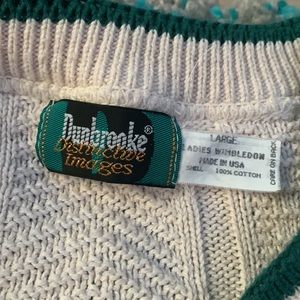 Dunbrooke®
Distinctive
Images
LARGE
LADIES WIMBLEDON
MADE IN USA
SHELL 100% COTTON
CARE ON BACK